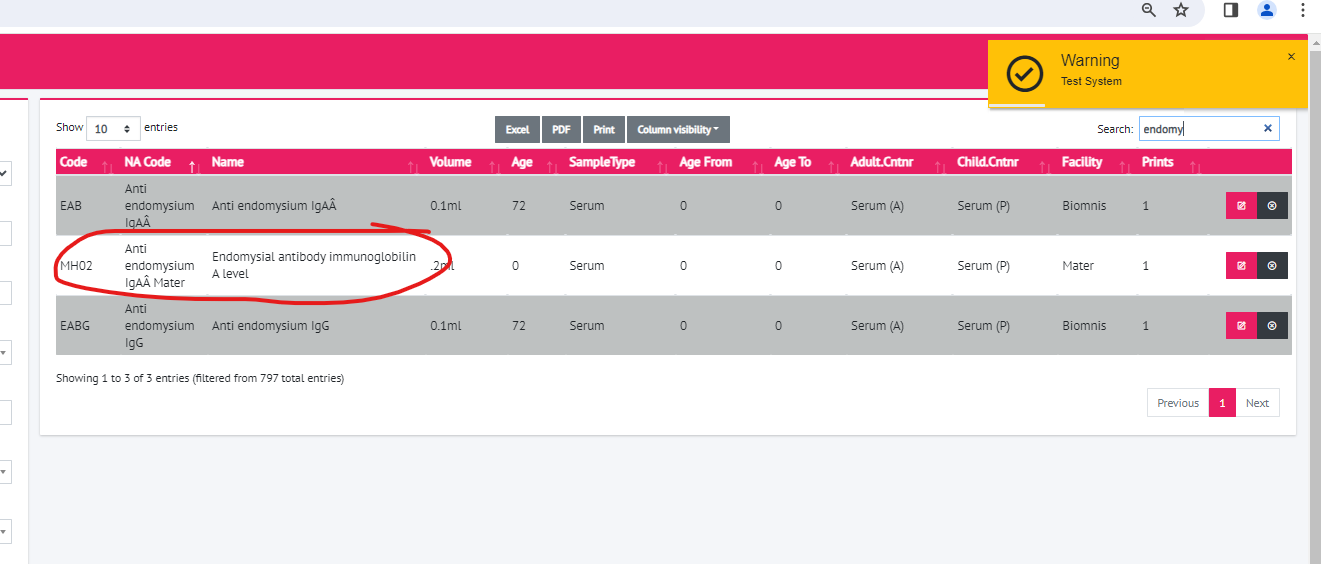 Warning
Test System
Show 10 entries
Excel PDF Print Column visibility
Search: endomy
Code NA Code Name Volume Age SampleType Age From Age To Adult.Cntnr Child.Cntnr Facility Prints
EAB Anti endomysium IgAÂ Anti endomysium IgAÂ 0.1ml 72 Serum 0 0 Serum (A) Serum (P) Biomnis 1
MH02 Anti endomysium IgAÂ Mater Endomysial antibody immunoglobilin A level .2ml 0 Serum 0 0 Serum (A) Serum (P) Mater 1
EABG Anti endomysium IgG Anti endomysium IgG 0.1ml 72 Serum 0 0 Serum (A) Serum (P) Biomnis 1
Showing 1 to 3 of 3 entries (filtered from 797 total entries)
Previous 1 Next